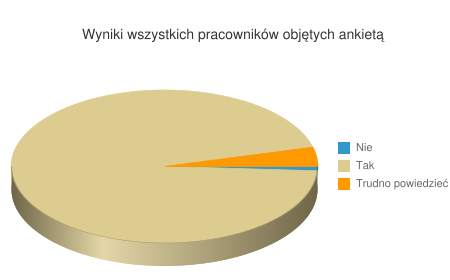 Wyniki wszystkich pracowników objętych ankietą
Nie
Tak
Trudno powiedzieć